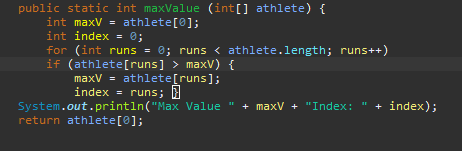 public static int maxValue (int[] athlete) {
int maxV = athlete[0];
int index = 0;
for (int runs = 0; runs < athlete.length; runs++)
if (athlete[runs] > maxV) {
maxV = athlete[runs];
index = runs; }
System.out.println("Max Value " + maxV + "Index: " + index);
return athlete[0];